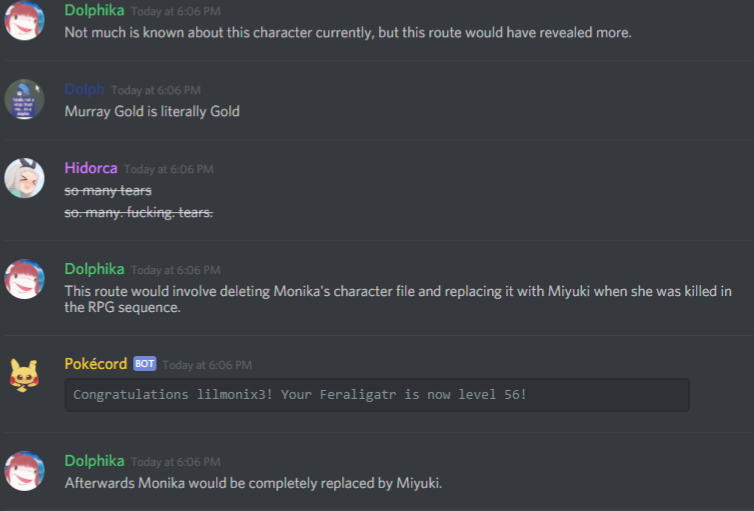 Dolphika Today at 6:06 PM
Not much is known about this character currently, but this route would have revealed more.
Dolph Today at 6:06 PM
Murray Gold is literally Gold
Hidorca Today at 6:06 PM
so many tears
so. many. fucking. tears.
Dolphika Today at 6:06 PM
This route would involve deleting Monika's character file and replacing it with Miyuki when she was killed in
the RPG sequence.
Pokécord BOT Today at 6:06 PM
Congratulations lilmonix3! Your Feraligatr is now level 56!
Dolphika Today at 6:06 PM
Afterwards Monika would be completely replaced by Miyuki.